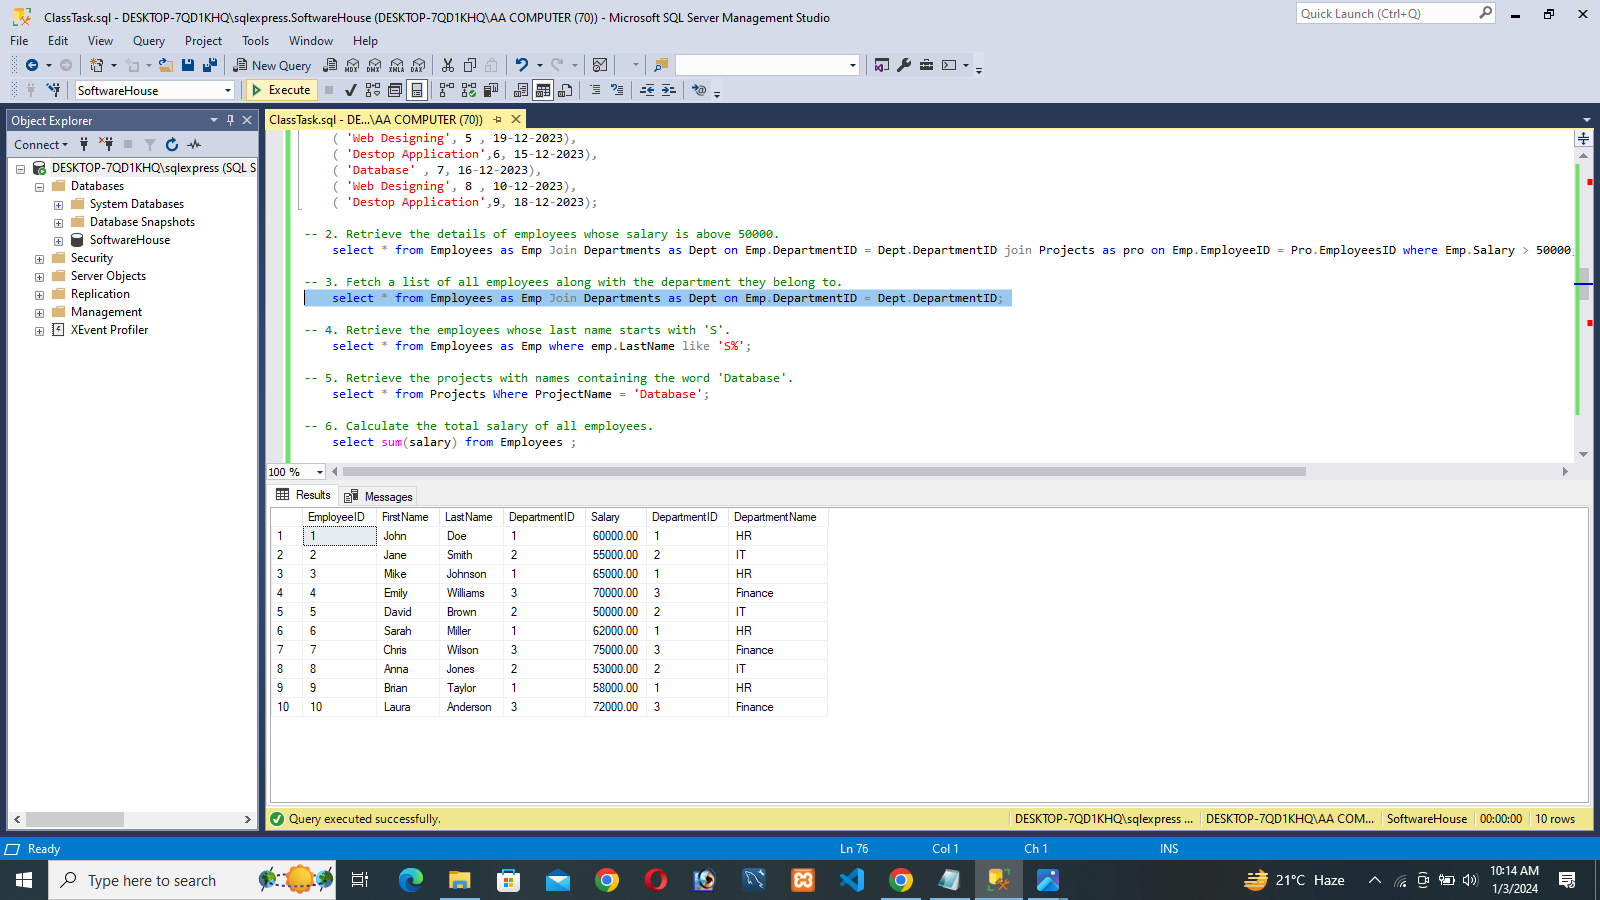 ClassTask.sql - DESKTOP-7QD1KHQ\sqlexpress.SoftwareHouse (DESKTOP-7QD1KHQ\AA COMPUTER (70)) - Microsoft SQL Server Management Studio
Quick Launch (Ctrl+Q)
File Edit View Query Project Tools Window Help
New Query MDX DMX XMLA DAX
SoftwareHouse Execute
Object Explorer
Connect
DESKTOP-7QD1KHQ\sqlexpress (SQL S
Databases
System Databases
Database Snapshots
SoftwareHouse
Security
Server Objects
Replication
Management
XEvent Profiler
ClassTask.sql - DE...\AA COMPUTER (70))
( 'Web Designing', 5 , 19-12-2023),
( 'Destop Application',6, 15-12-2023),
( 'Database' , 7, 16-12-2023),
( 'Web Designing', 8 , 10-12-2023),
( 'Destop Application',9, 18-12-2023);
-- 2. Retrieve the details of employees whose salary is above 50000.
select * from Employees as Emp Join Departments as Dept on Emp.DepartmentID = Dept.DepartmentID join Projects as pro on Emp.EmployeeID = Pro.EmployeesID where Emp.Salary > 50000;
-- 3. Fetch a list of all employees along with the department they belong to.
select * from Employees as Emp Join Departments as Dept on Emp.DepartmentID = Dept.DepartmentID;
-- 4. Retrieve the employees whose last name starts with 'S'.
select * from Employees as Emp where emp.LastName like 'S%';
-- 5. Retrieve the projects with names containing the word 'Database'.
select * from Projects Where ProjectName = 'Database';
-- 6. Calculate the total salary of all employees.
select sum(salary) from Employees ;
100 %
Results Messages
EmployeeID FirstName LastName DepartmentID Salary DepartmentID DepartmentName
1 1 John Doe 1 60000.00 1 HR
2 2 Jane Smith 2 55000.00 2 IT
3 3 Mike Johnson 1 65000.00 1 HR
4 4 Emily Williams 3 70000.00 3 Finance
5 5 David Brown 2 50000.00 2 IT
6 6 Sarah Miller 1 62000.00 1 HR
7 7 Chris Wilson 3 75000.00 3 Finance
8 8 Anna Jones 2 53000.00 2 IT
9 9 Brian Taylor 1 58000.00 1 HR
10 10 Laura Anderson 3 72000.00 3 Finance
Query executed successfully. DESKTOP-7QD1KHQ\sqlexpress ... DESKTOP-7QD1KHQ\AA COM... SoftwareHouse 00:00:00 10 rows
Ready Ln 76 Col 1 Ch 1 INS
Type here to search
21°C Haze
10:14 AM
1/3/2024